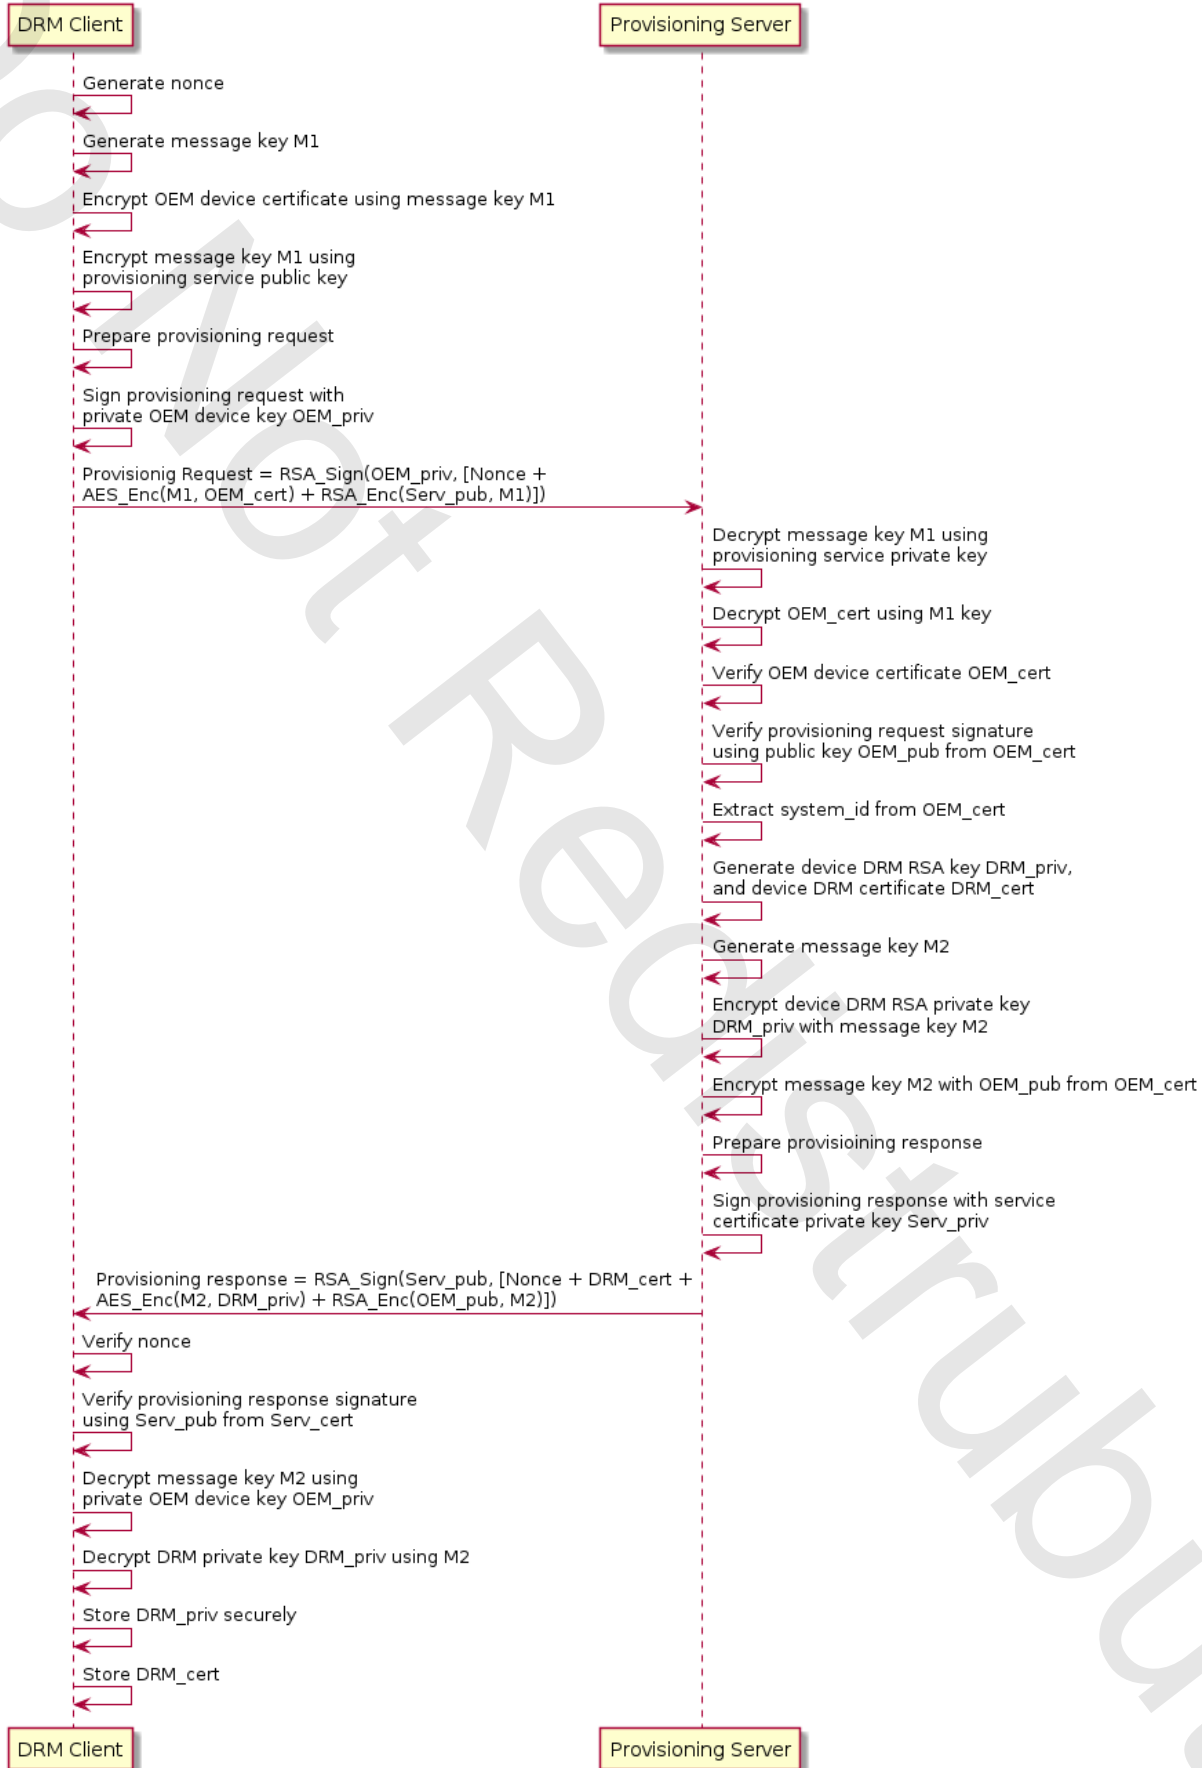 DRM Client
Provisioning Server
Generate nonce
Generate message key M1
Encrypt OEM device certificate using message key M1
Encrypt message key M1 using
provisioning service public key
Prepare provisioning request
Sign provisioning request with
private OEM device key OEM_priv
Provisionig Request = RSA_Sign(OEM_priv, [Nonce +
AES_Enc(M1, OEM_cert) + RSA_Enc(Serv_pub, M1)])
Decrypt message key M1 using
provisioning service private key
Decrypt OEM_cert using M1 key
Verify OEM device certificate OEM_cert
Verify provisioning request signature
using public key OEM_pub from OEM_cert
Extract system_id from OEM_cert
Generate device DRM RSA key DRM_priv,
and device DRM certificate DRM_cert
Generate message key M2
Encrypt device DRM RSA private key
DRM_priv with message key M2
Encrypt message key M2 with OEM_pub from OEM_cert
Prepare provisioining response
Sign provisioning response with service
certificate private key Serv_priv
Provisioning response = RSA_Sign(Serv_pub, [Nonce + DRM_cert +
AES_Enc(M2, DRM_priv) + RSA_Enc(OEM_pub, M2)])
Verify nonce
Verify provisioning response signature
using Serv_pub from Serv_cert
Decrypt message key M2 using
private OEM device key OEM_priv
Decrypt DRM private key DRM_priv using M2
Store DRM_priv securely
Store DRM_cert
DRM Client
Provisioning Server
o Not Redistribu